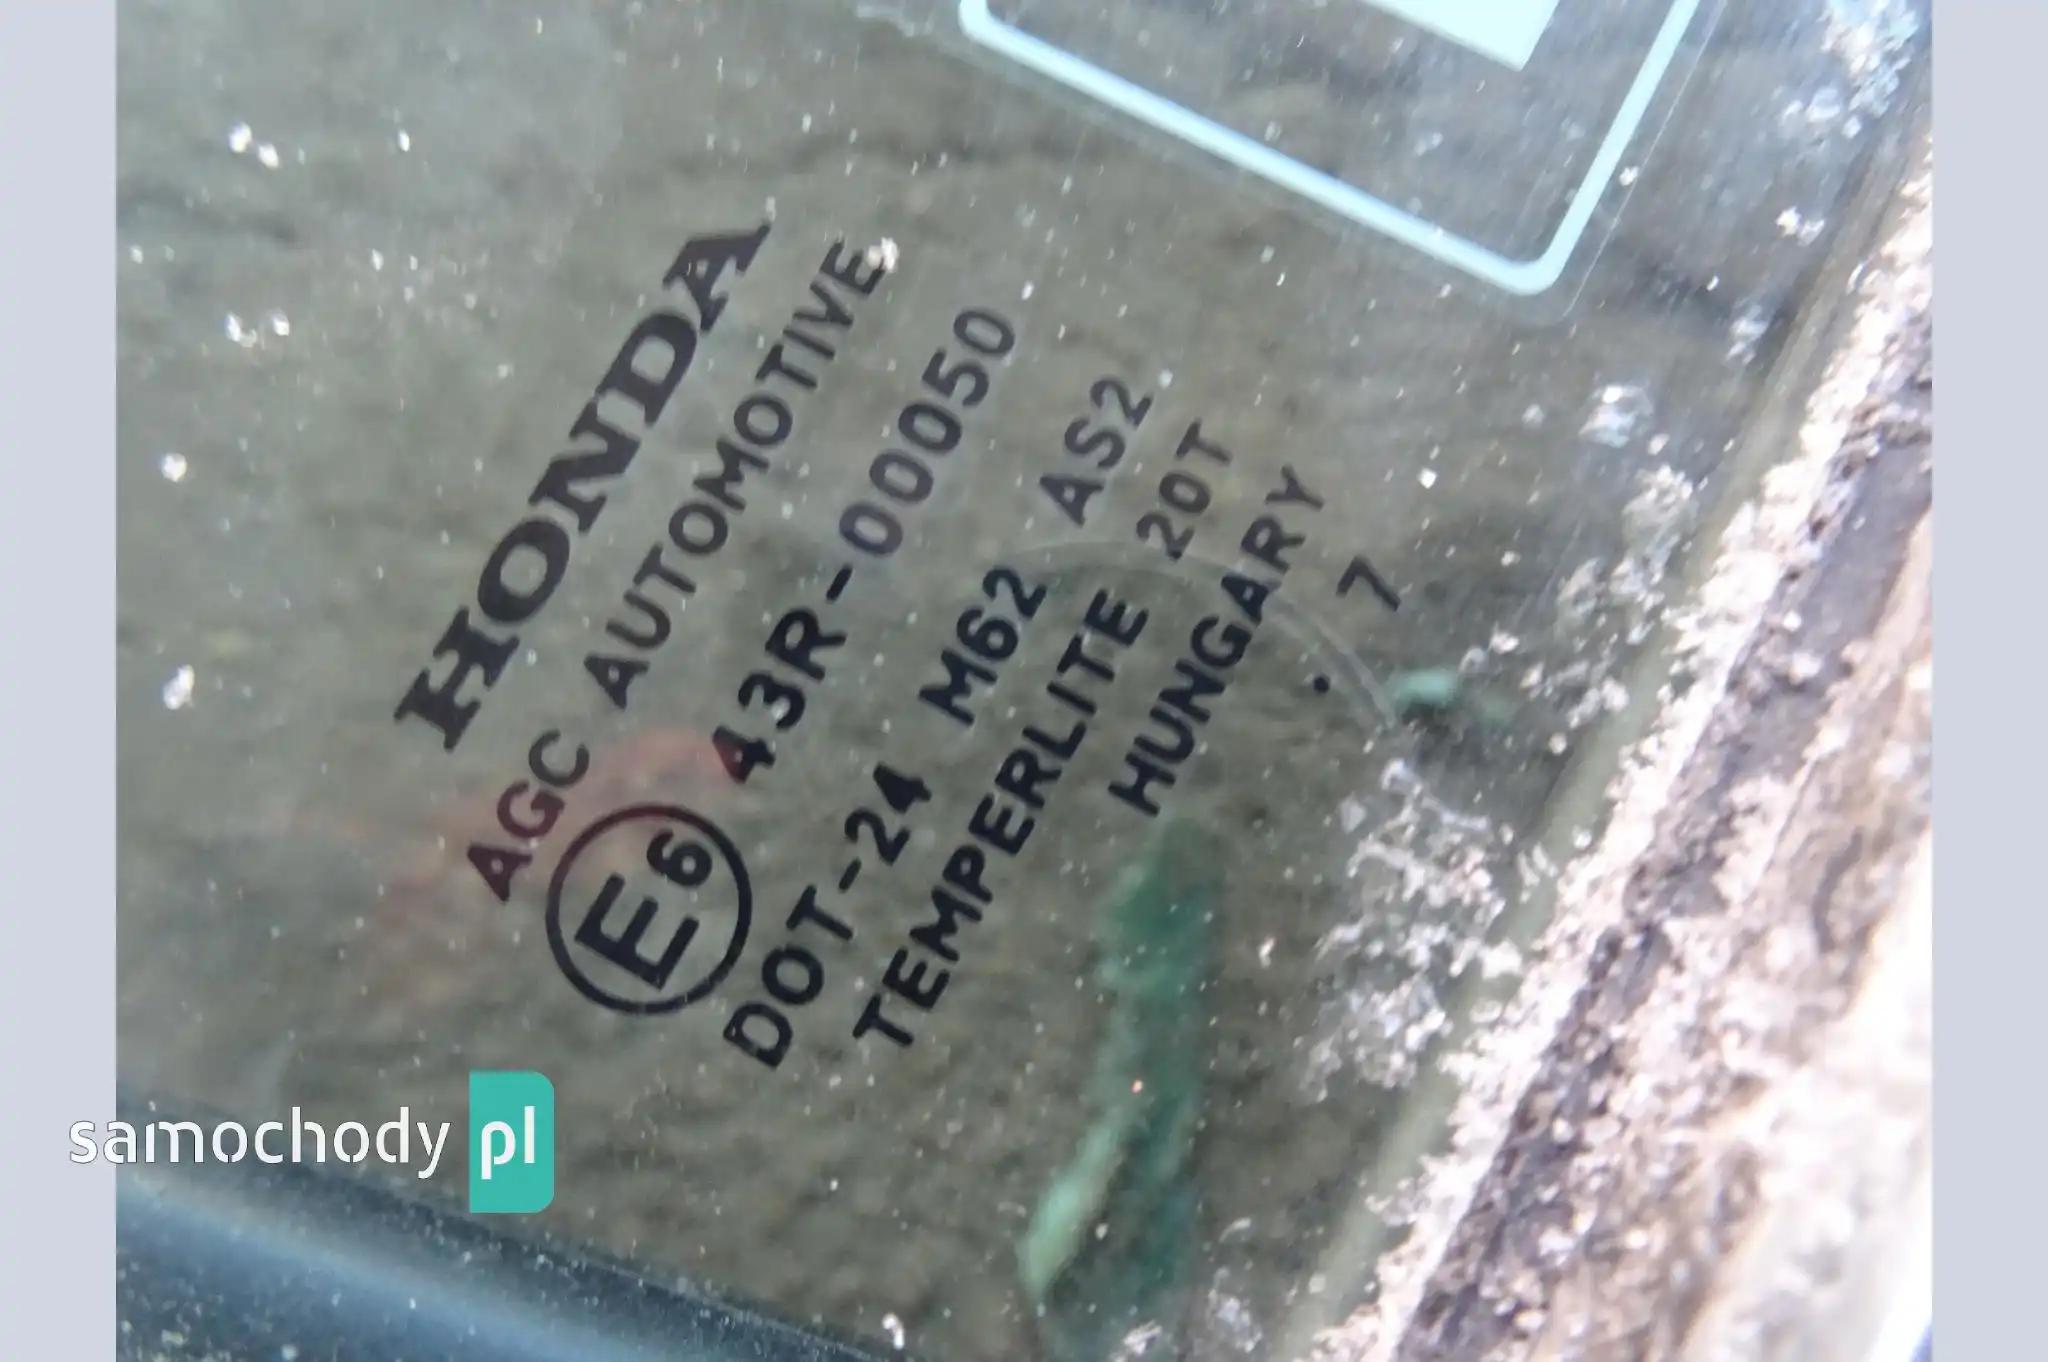 HONDA
AGC AUTOMOTIVE
E6 43R-00050
DOT-24 M62 AS2
TEMPERLITE 20T
HUNGARY
. 7
samochody pl